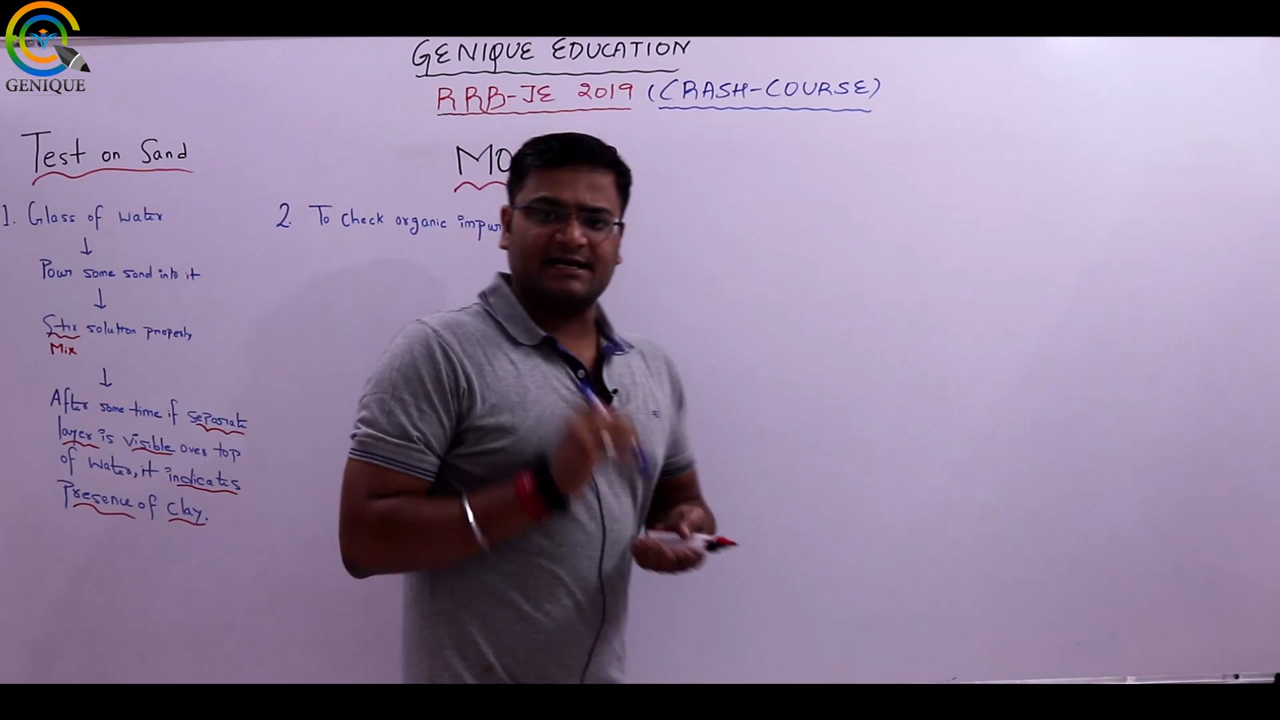 GENIQUE
GENIQUE EDUCATION
RRB-JE 2019 (CRASH-COURSE)
Test on Sand
MO
1. Glass of water
↓
Pour some sand into it
↓
Stir solution properly
Mix
↓
After some time if separate
layer is visible over top
of water, it indicates
Presence of Clay.
2. To check organic impur